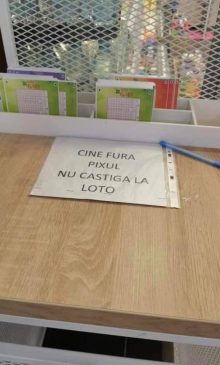 CINE FURA
PIXUL
NU CASTIGA LA
LOTO